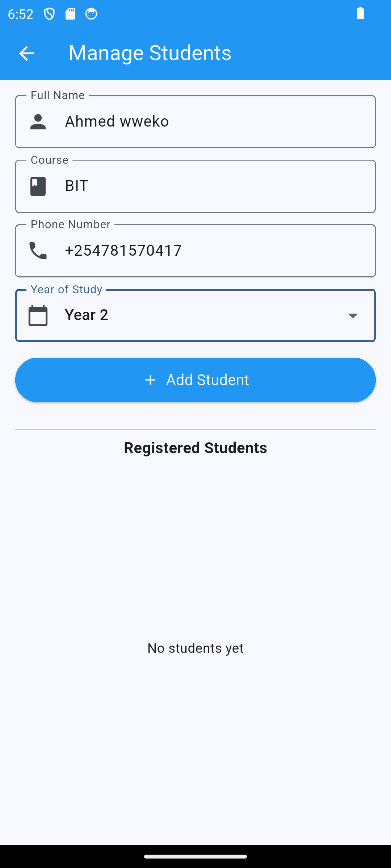 6:52
Manage Students
Full Name
Ahmed wweko
Course
BIT
Phone Number
+254781570417
Year of Study
Year 2
+ Add Student
Registered Students
No students yet